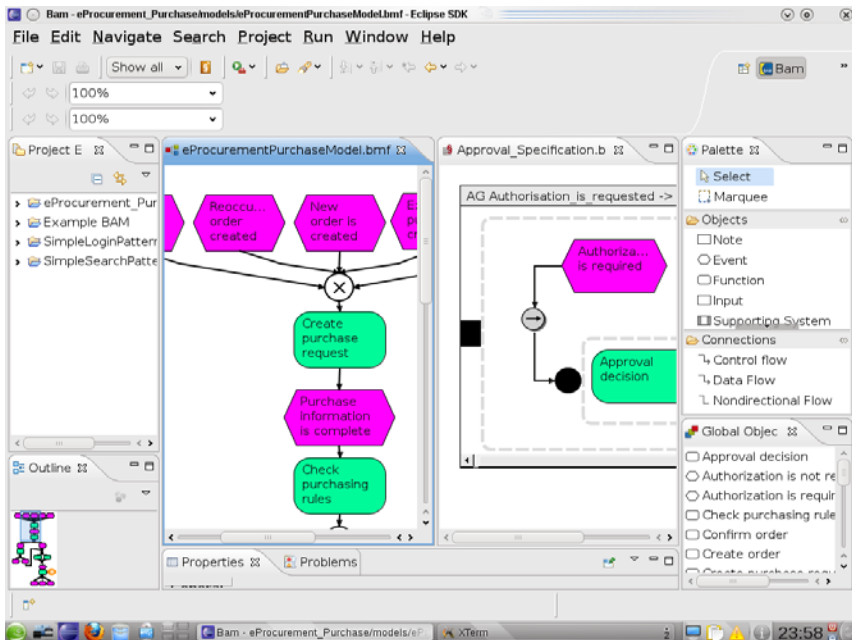 Bam - eProcurement_Purchase/models/eProcurementPurchaseModel.bmf - Eclipse SDK
File Edit Navigate Search Project Run Window Help
Show all
Bam
100%
100%
Project E
eProcurement_Pur
Example BAM
SimpleLoginPattern
SimpleSearchPatte
Outline
eProcurementPurchaseModel.bmf
Reoccu...
order
created
New
order is
created
Create
purchase
request
Purchase
information
is complete
Check
purchasing
rules
Approval_Specification.b
AG Authorisation_is_requested ->
Authoriza...
is required
Approval
decision
Palette
Select
Marquee
Objects
Note
Event
Function
Input
Supporting System
Connections
Control flow
Data Flow
Nondirectional Flow
Global Objec
Approval decision
Authorization is not re
Authorization is requir
Check purchasing rule
Confirm order
Create order
Create purchase requ
Properties
Problems
Bam - eProcurement_Purchase/models/eP
XTerm
2
23:58